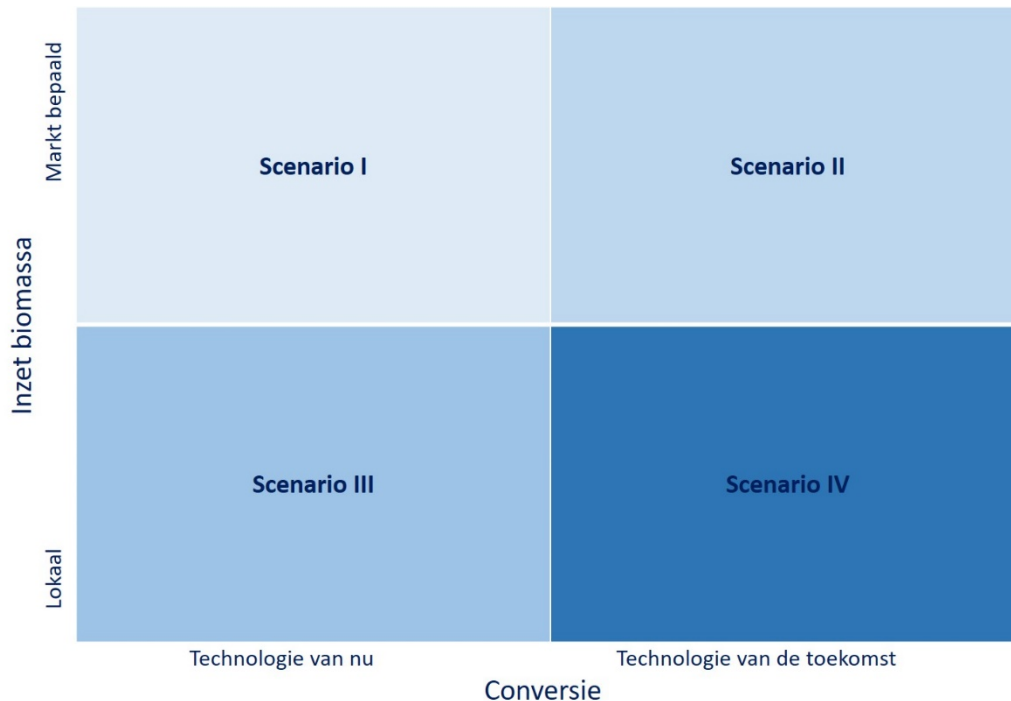 Markt bepaald
Scenario I
Scenario II
Inzet biomassa
Scenario III
Scenario IV
Lokaal
Technologie van nu
Technologie van de toekomst
Conversie